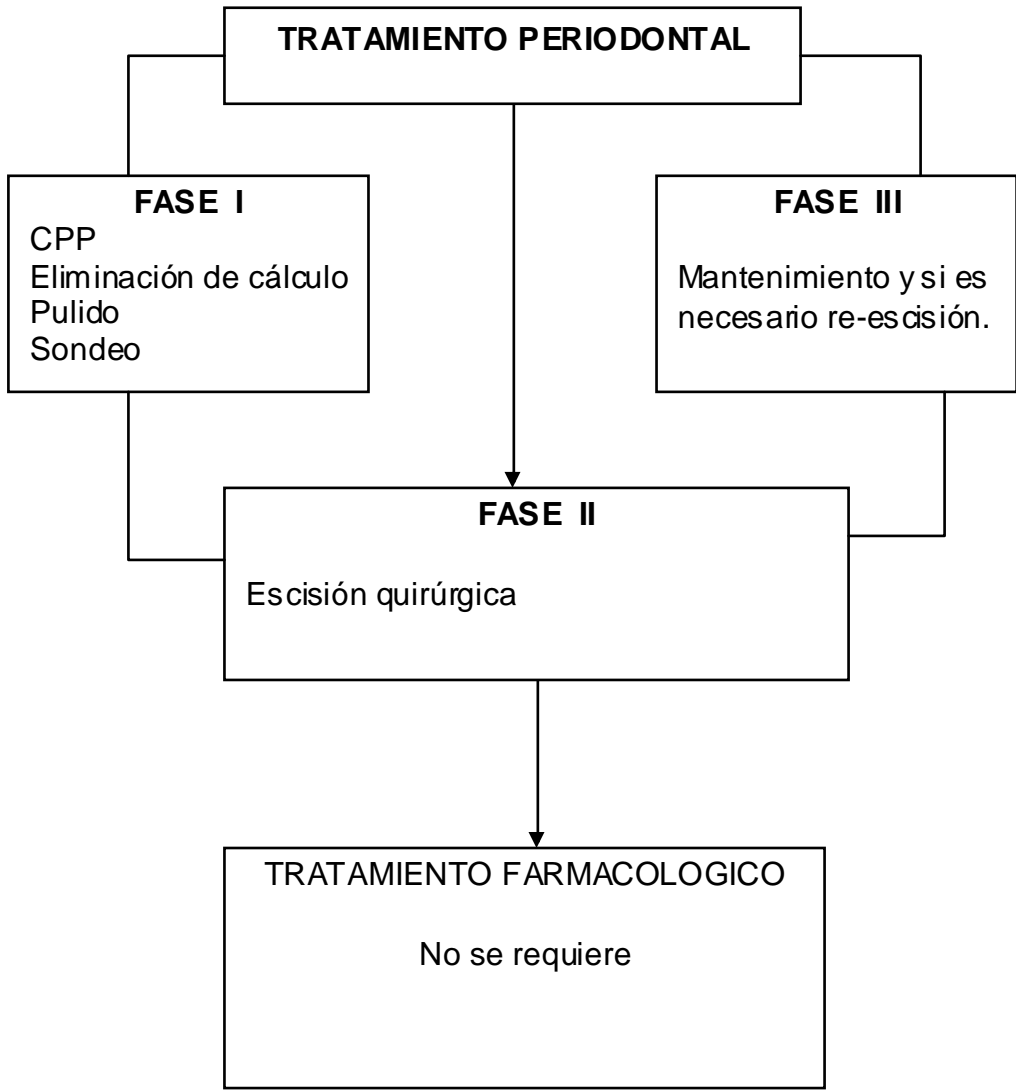 TRATAMIENTO PERIODONTAL
FASE I
CPP
Eliminación de cálculo
Pulido
Sondeo
FASE III
Mantenimiento y si es
necesario re-escisión.
FASE II
Escisión quirúrgica
TRATAMIENTO FARMACOLOGICO
No se requiere